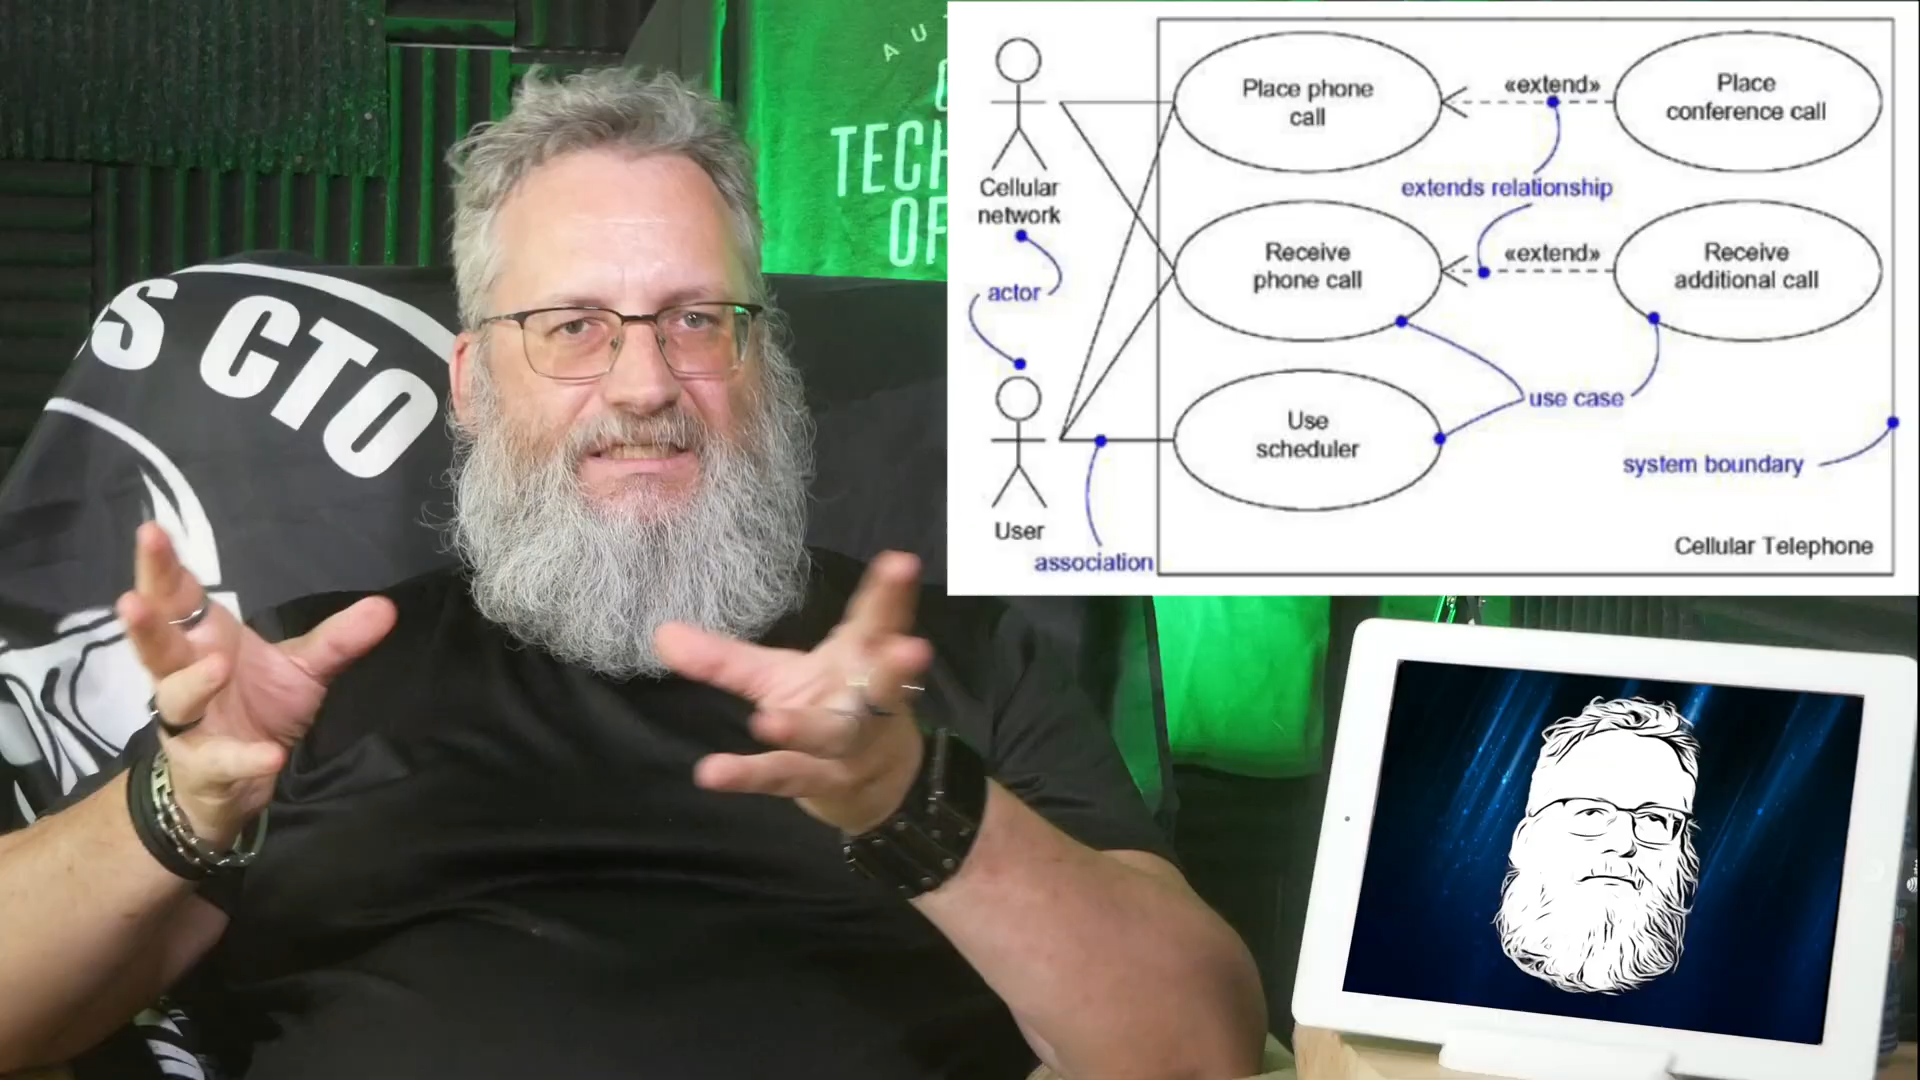 S CTO
AU
TECH
OF
Place phone
call
«extend»
Place
conference call
Cellular
network
extends relationship
Receive
phone call
«extend»
Receive
additional call
actor
use case
Use
scheduler
system boundary
User
association
Cellular Telephone